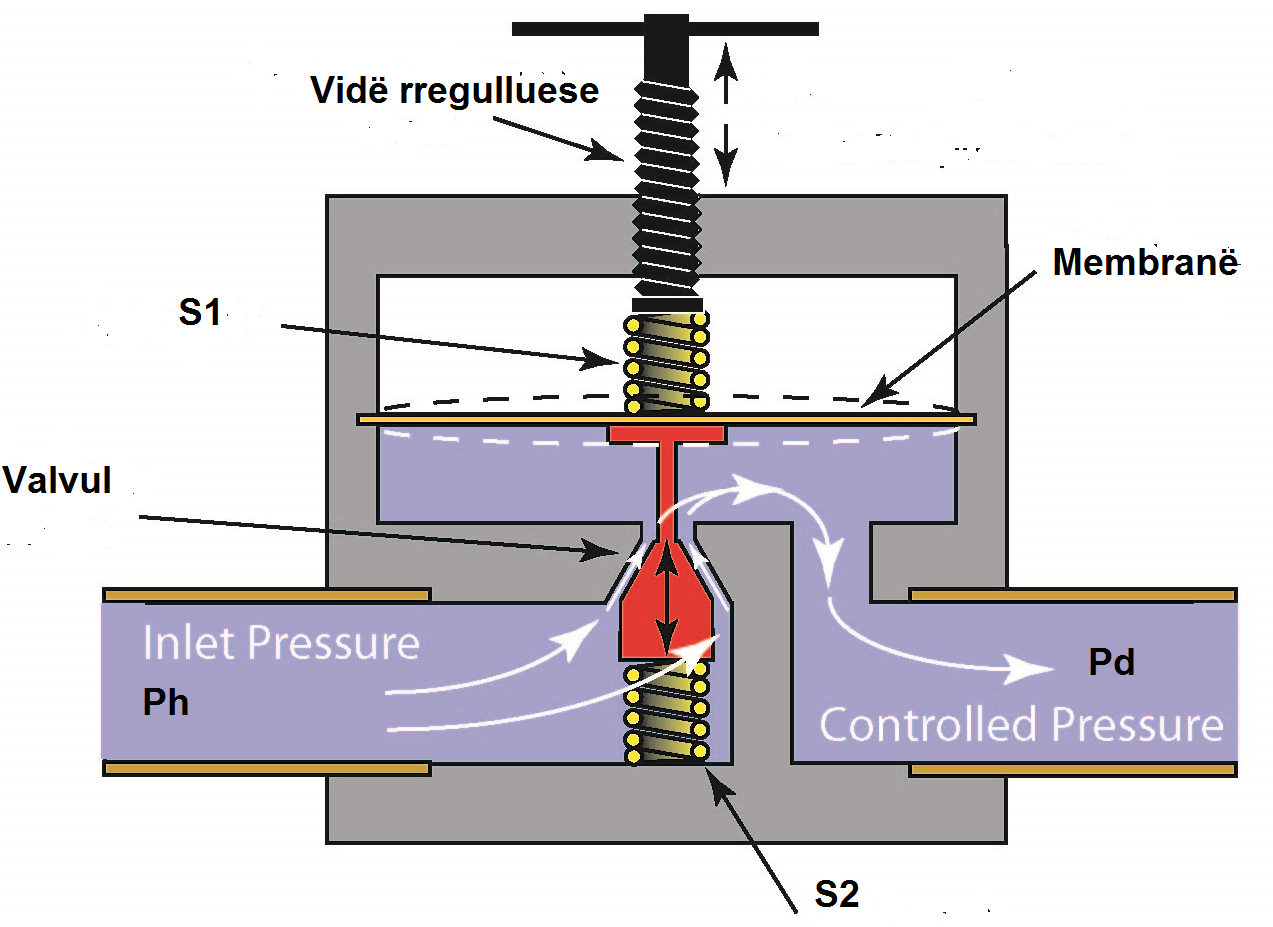 Vidë rregulluese
Membranë
S1
Valvul
Inlet Pressure
Ph
Pd
Controlled Pressure
S2